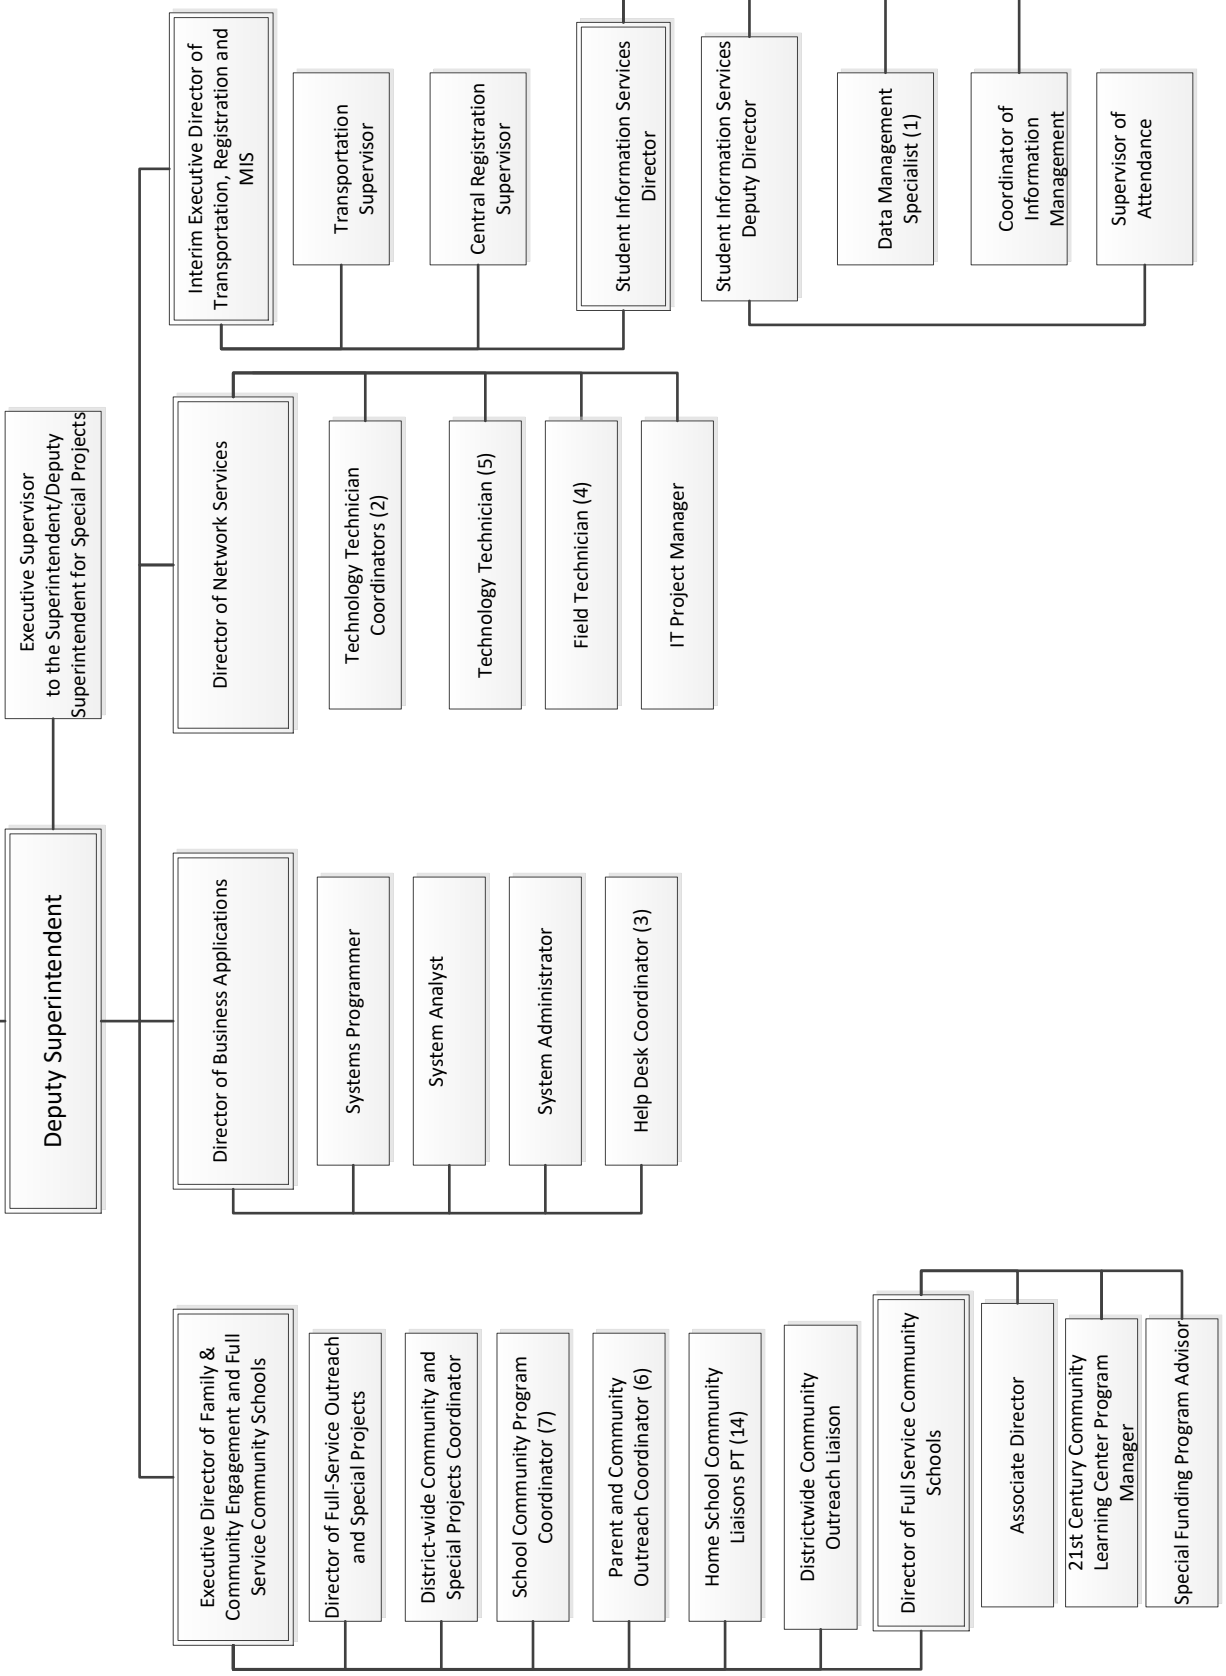 Deputy Superintendent
Executive Supervisor
to the Superintendent/Deputy
Superintendent for Special Projects
Executive Director of Family &
Community Engagement and Full
Service Community Schools
Director of Full-Service Outreach
and Special Projects
District-wide Community and
Special Projects Coordinator
School Community Program
Coordinator (7)
Parent and Community
Outreach Coordinator (6)
Home School Community
Liaisons PT (14)
Districtwide Community
Outreach Liaison
Director of Full Service Community
Schools
Associate Director
21st Century Community
Learning Center Program
Manager
Special Funding Program Advisor
Director of Business Applications
Systems Programmer
System Analyst
System Administrator
Help Desk Coordinator (3)
Director of Network Services
Technology Technician
Coordinators (2)
Technology Technician (5)
Field Technician (4)
IT Project Manager
Interim Executive Director of
Transportation, Registration and
MIS
Transportation
Supervisor
Central Registration
Supervisor
Student Information Services
Director
Student Information Services
Deputy Director
Data Management
Specialist (1)
Coordinator of
Information
Management
Supervisor of
Attendance